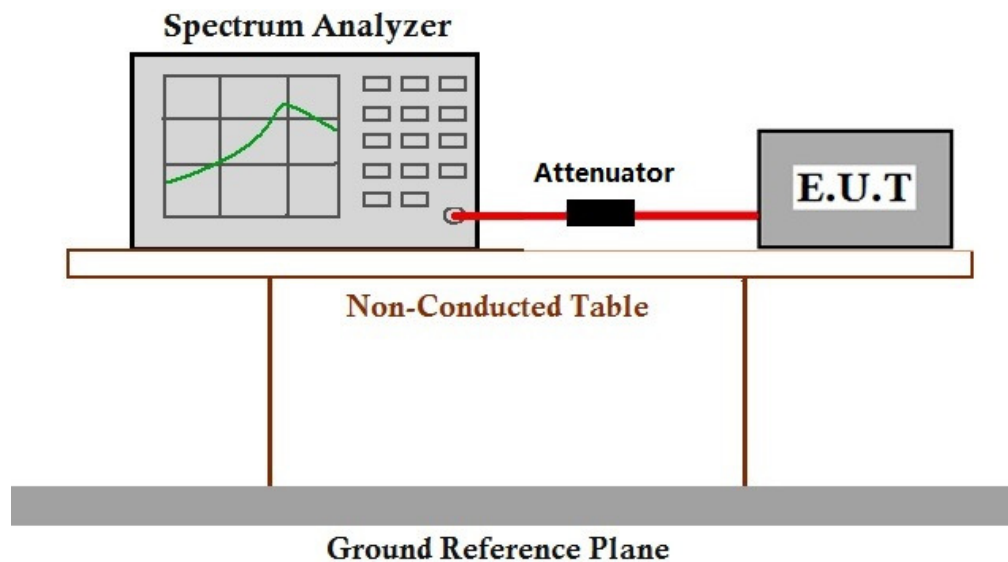 Spectrum Analyzer
Attenuator
E.U.T
Non-Conducted Table
Ground Reference Plane